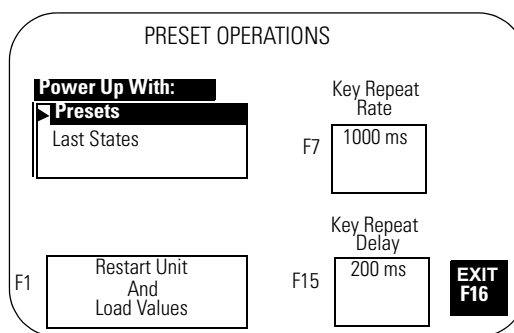 PRESET OPERATIONS
Power Up With:
Presets
Last States
Key Repeat
Rate
F7
1000 ms
F1
Restart Unit
And
Load Values
Key Repeat
Delay
F15
200 ms
EXIT
F16